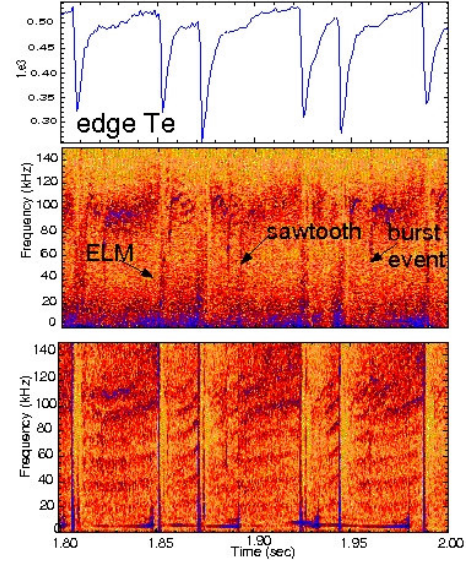 0.50
0.45
0.40
0.35
0.30
1.e3
edge Te
140
120
100
80
60
40
20
0
Frequency (kHz)
ELM
sawtooth
burst
event
140
120
100
80
60
40
20
0
Frequency (kHz)
1.80 1.85 1.90 1.95 2.00
Time (sec)